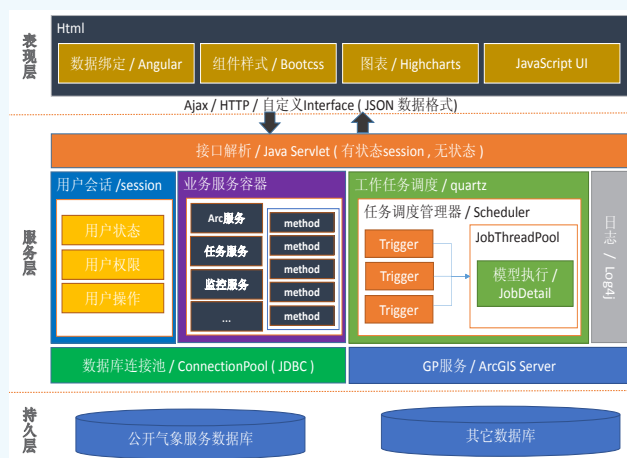 表现层
Html
数据绑定 / Angular
组件样式 / Bootcss
图表 / Highcharts
JavaScript UI
Ajax / HTTP / 自定义Interface ( JSON 数据格式)
服务层
接口解析 / Java Servlet ( 有状态session , 无状态 )
用户会话 /session
用户状态
用户权限
用户操作
业务服务容器
Arc服务
任务服务
监控服务
...
method
method
method
method
method
工作任务调度 / quartz
任务调度管理器 / Scheduler
Trigger
Trigger
Trigger
JobThreadPool
模型执行 /
JobDetail
日志 / Log4j
数据库连接池 / ConnectionPool ( JDBC )
GP服务 / ArcGIS Server
持久层
公开气象服务数据库
其它数据库